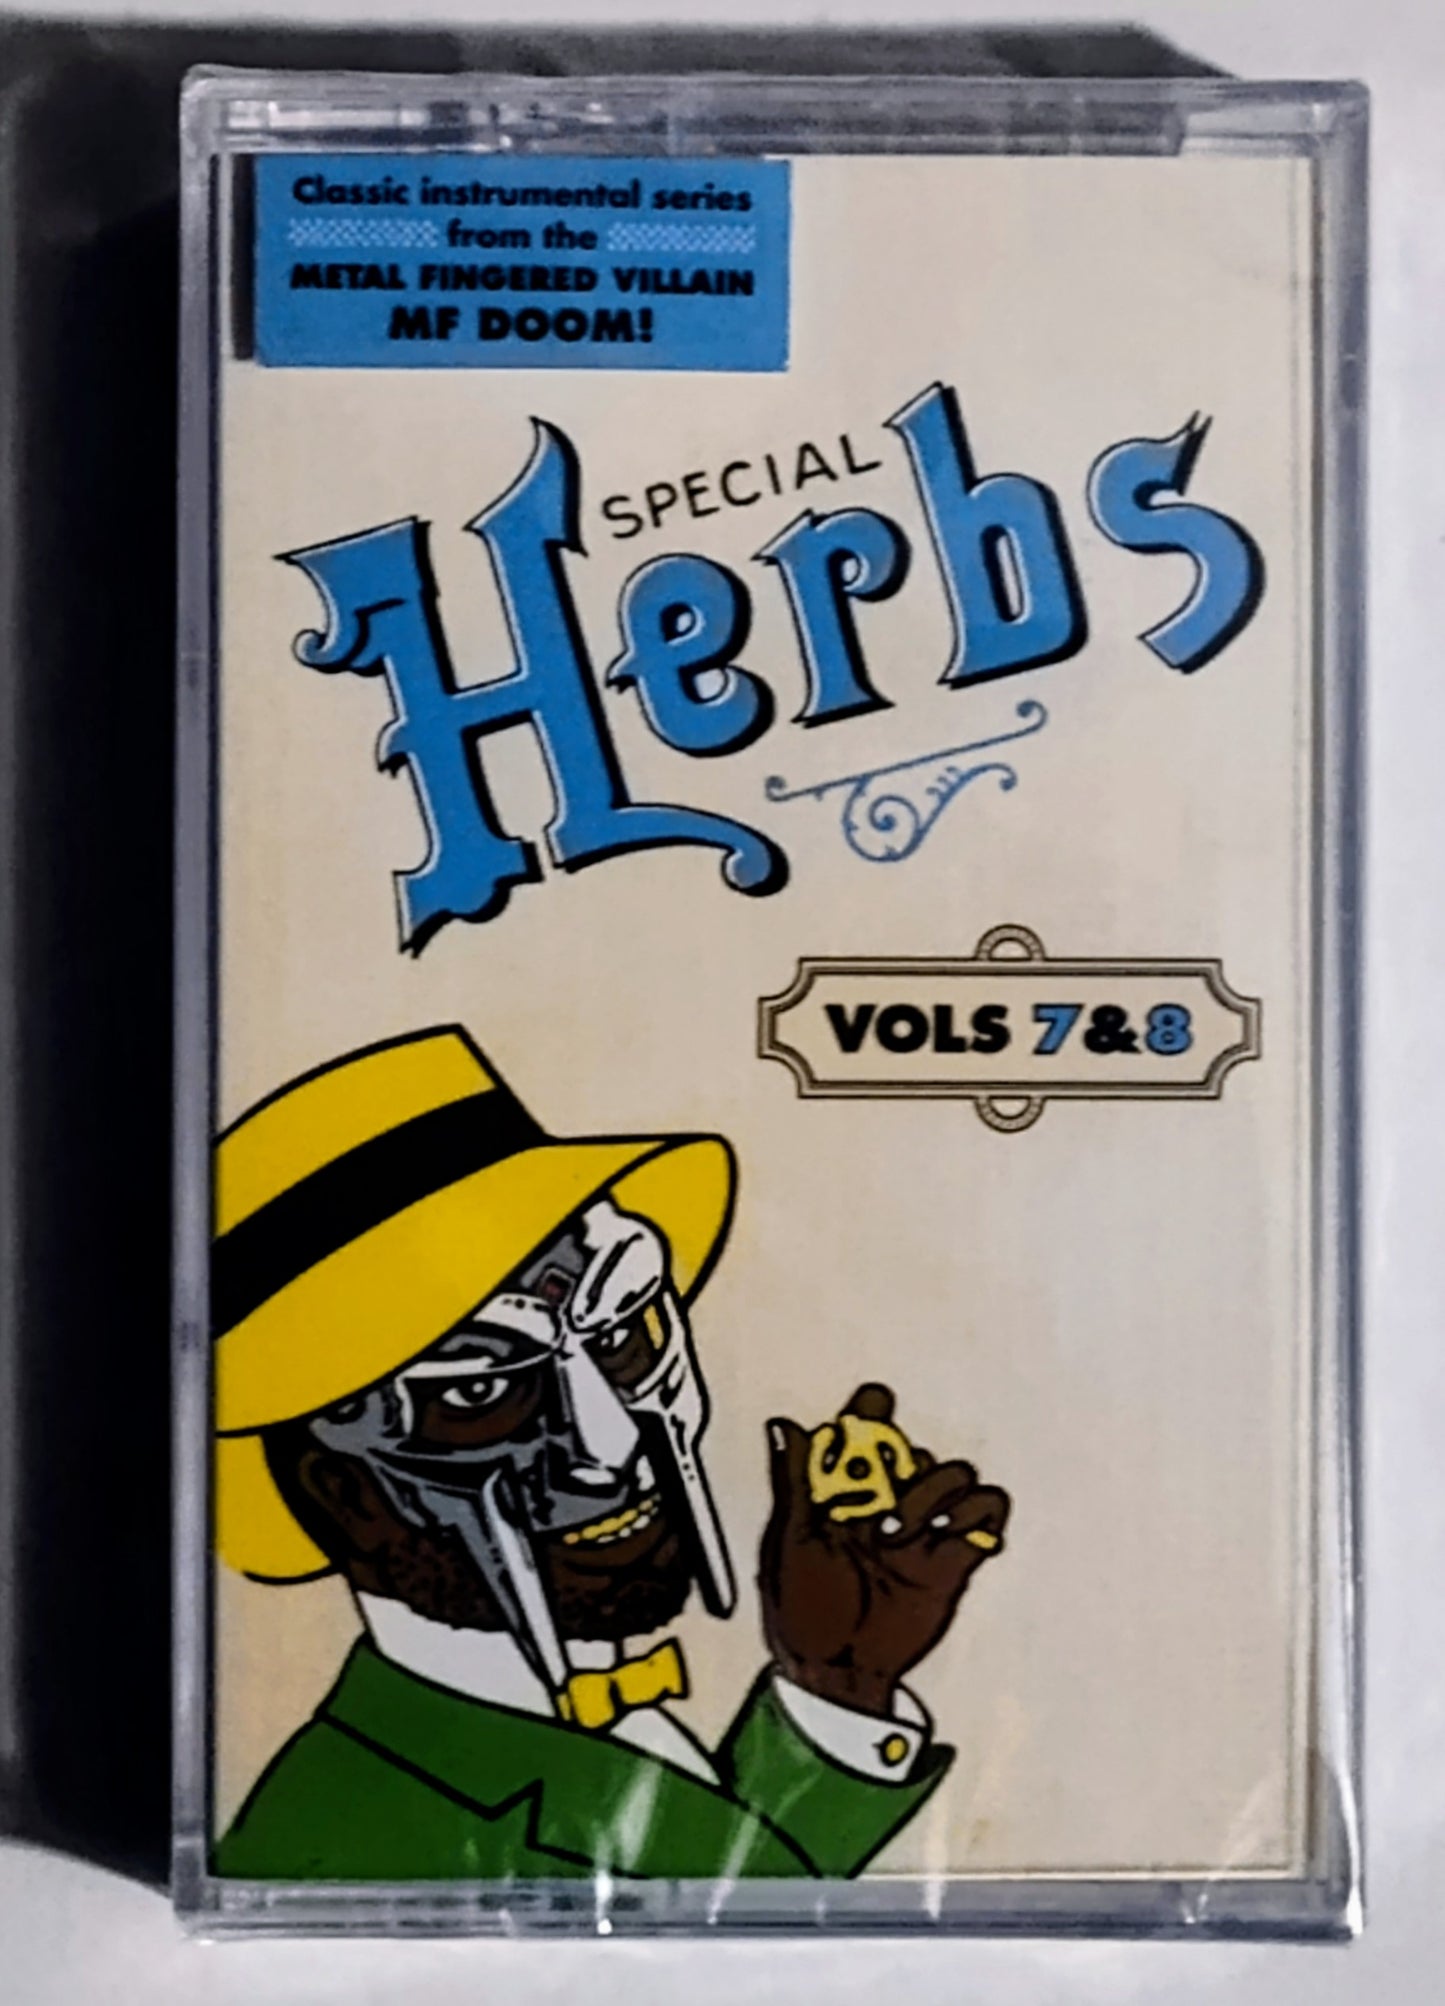 Classic instrumental series
from the
METAL FINGERED VILLAIN
MF DOOM!
SPECIAL
Herbs
VOLS 7&8